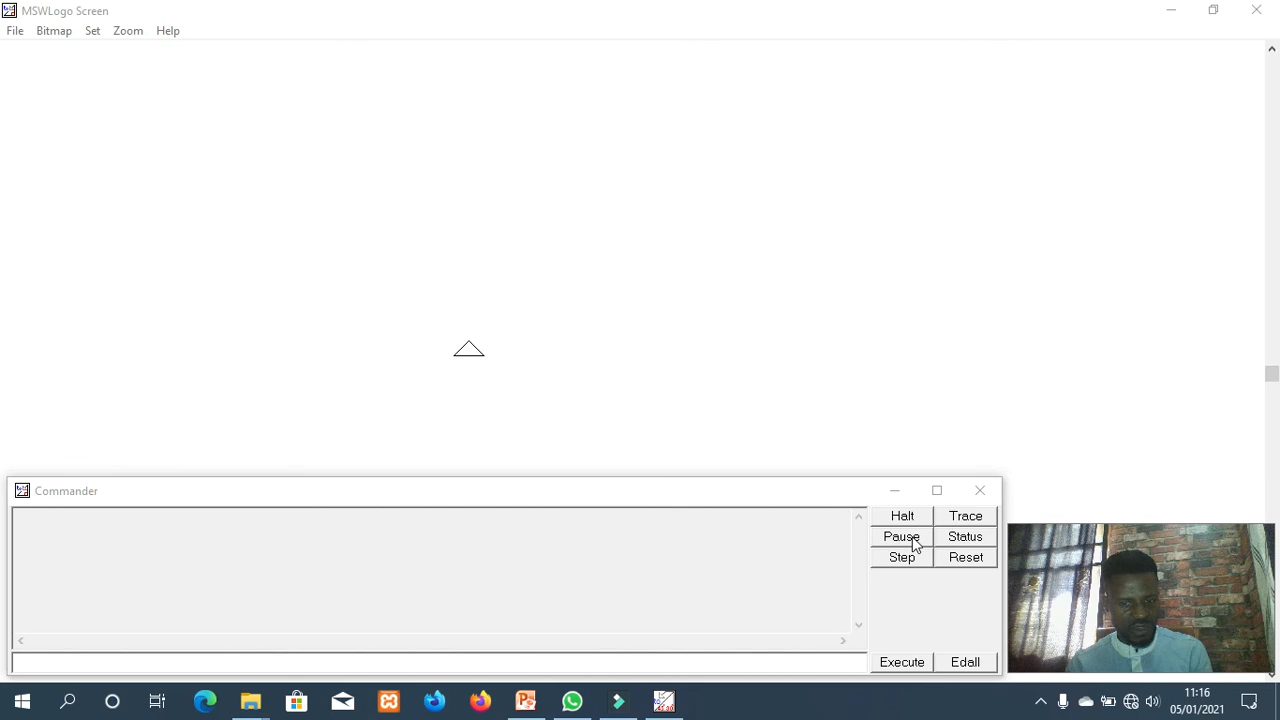 MSWLogo Screen
File Bitmap Set Zoom Help
Commander
Halt Trace
Pause Status
Step Reset
Execute Edall
11:16
05/01/2021